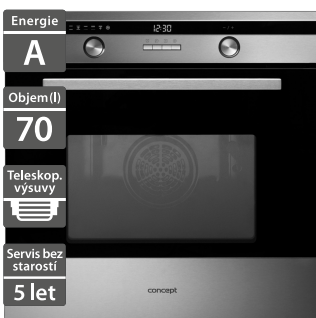 Energie
A
Objem (l)
70
Teleskop.
výsuvy
Servis bez
starostí
5 let
12:30
concept